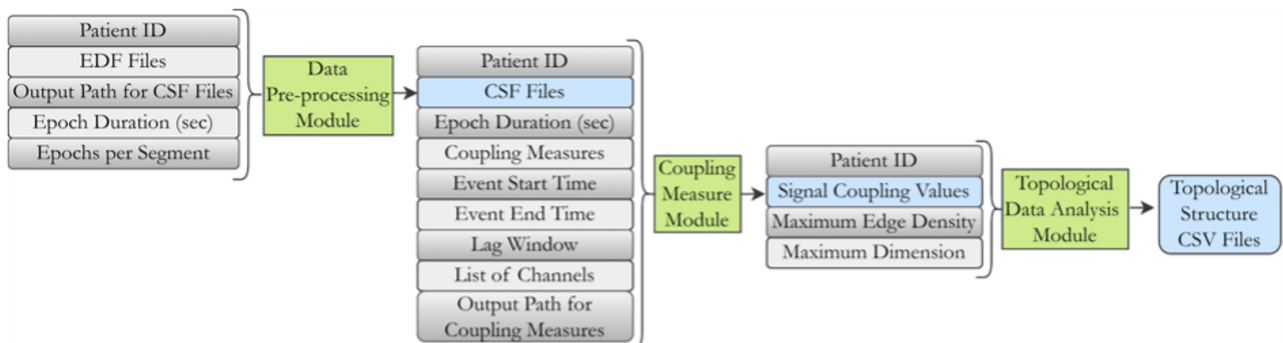 Patient ID
EDF Files
Output Path for CSF Files
Epoch Duration (sec)
Epochs per Segment
Data
Pre-processing
Module
Patient ID
CSF Files
Epoch Duration (sec)
Coupling Measures
Event Start Time
Event End Time
Lag Window
List of Channels
Output Path for
Coupling Measures
Coupling
Measure
Module
Patient ID
Signal Coupling Values
Maximum Edge Density
Maximum Dimension
Topological
Data Analysis
Module
Topological
Structure
CSV Files